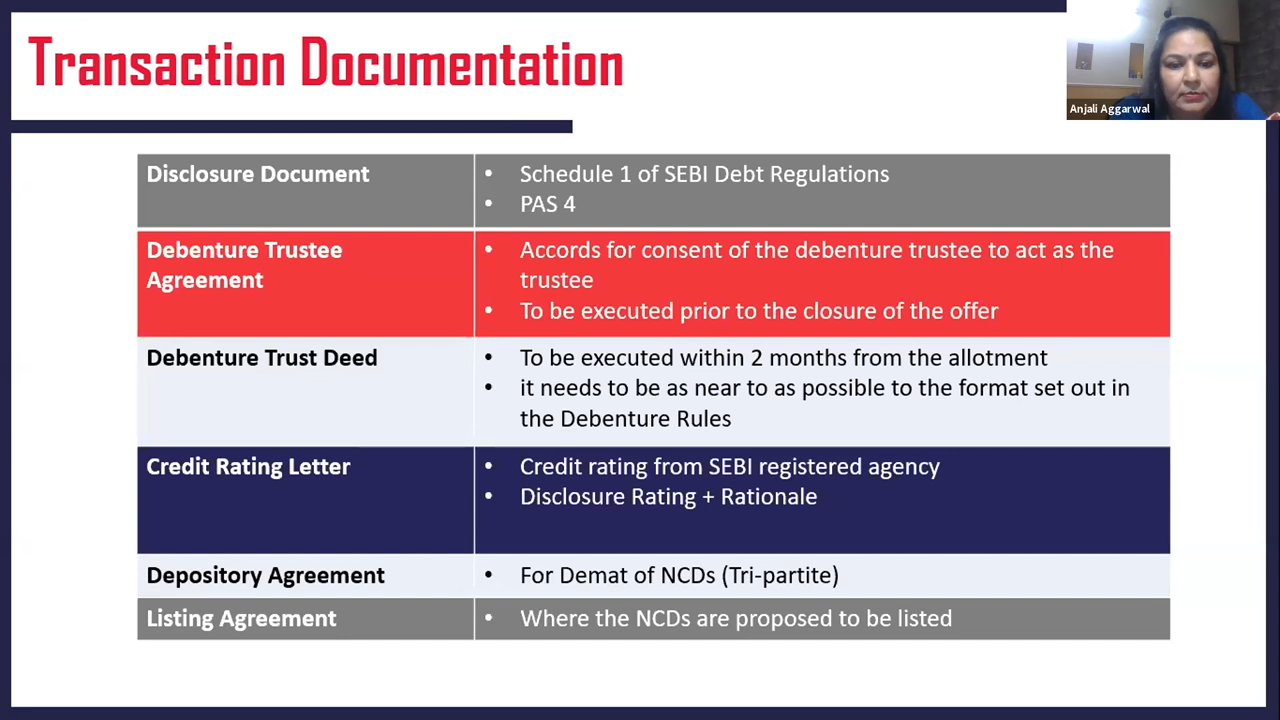 Transaction Documentation
Anjali Aggarwal
Disclosure Document
• Schedule 1 of SEBI Debt Regulations
• PAS 4
Debenture Trustee
Agreement
• Accords for consent of the debenture trustee to act as the
trustee
• To be executed prior to the closure of the offer
Debenture Trust Deed
• To be executed within 2 months from the allotment
• it needs to be as near to as possible to the format set out in
the Debenture Rules
Credit Rating Letter
• Credit rating from SEBI registered agency
• Disclosure Rating + Rationale
Depository Agreement
• For Demat of NCDs (Tri-partite)
Listing Agreement
• Where the NCDs are proposed to be listed